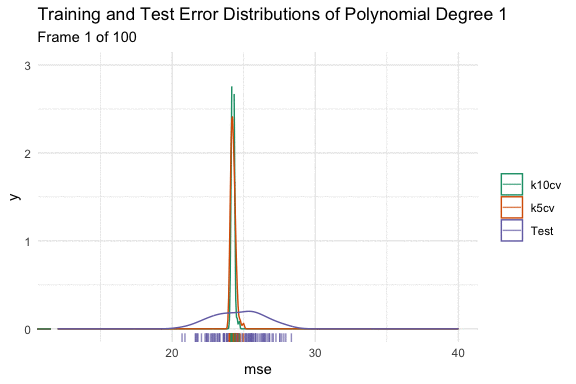 Training and Test Error Distributions of Polynomial Degree 1
Frame 1 of 100
3
2
1
0
y
20
30
40
mse
k10cv
k5cv
Test